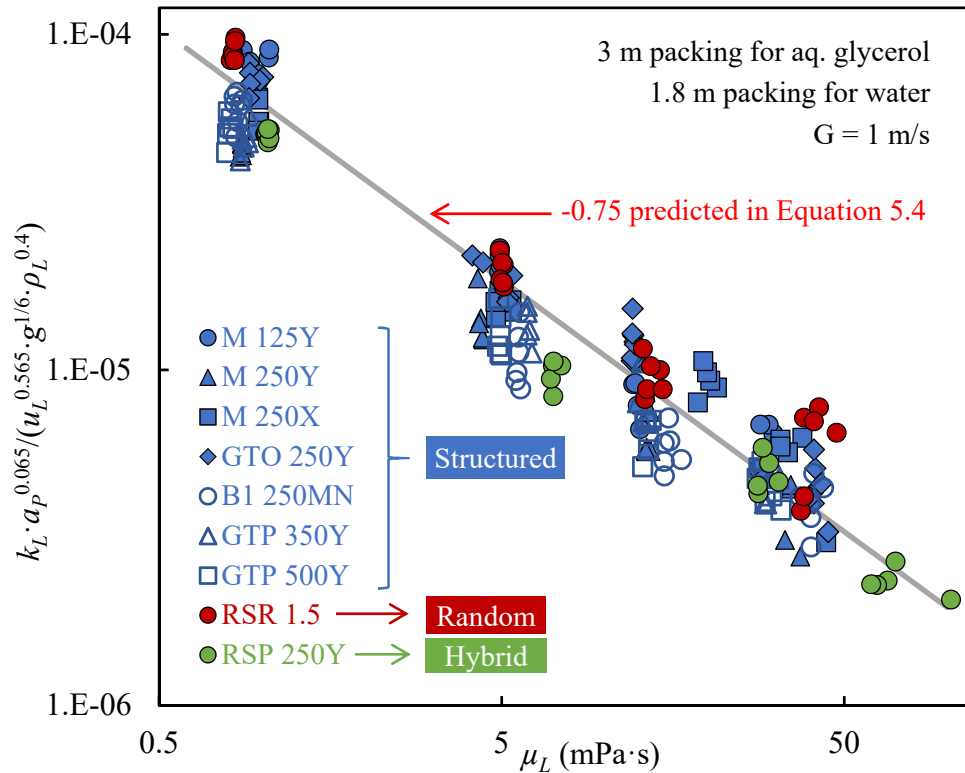 1.E-04
3 m packing for aq. glycerol
1.8 m packing for water
G = 1 m/s
-0.75 predicted in Equation 5.4
k_L·a_P^0.065/(u_L^0.565·g^1/6·ρ_L^0.4)
1.E-05
M 125Y
M 250Y
M 250X
GTO 250Y
Structured
B1 250MN
GTP 350Y
GTP 500Y
RSR 1.5
Random
RSP 250Y
Hybrid
1.E-06
0.5
5
50
μ_L (mPa·s)